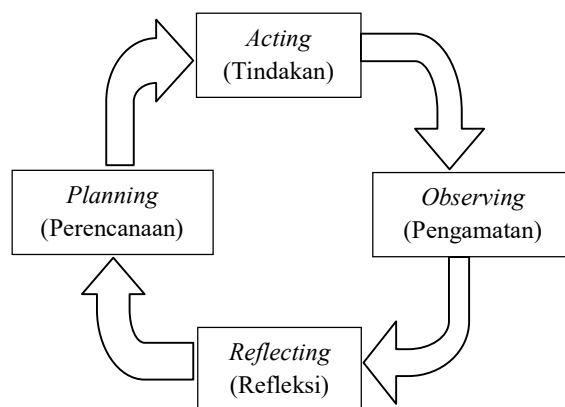 Acting
(Tindakan)
Planning
(Perencanaan)
Observing
(Pengamatan)
Reflecting
(Refleksi)